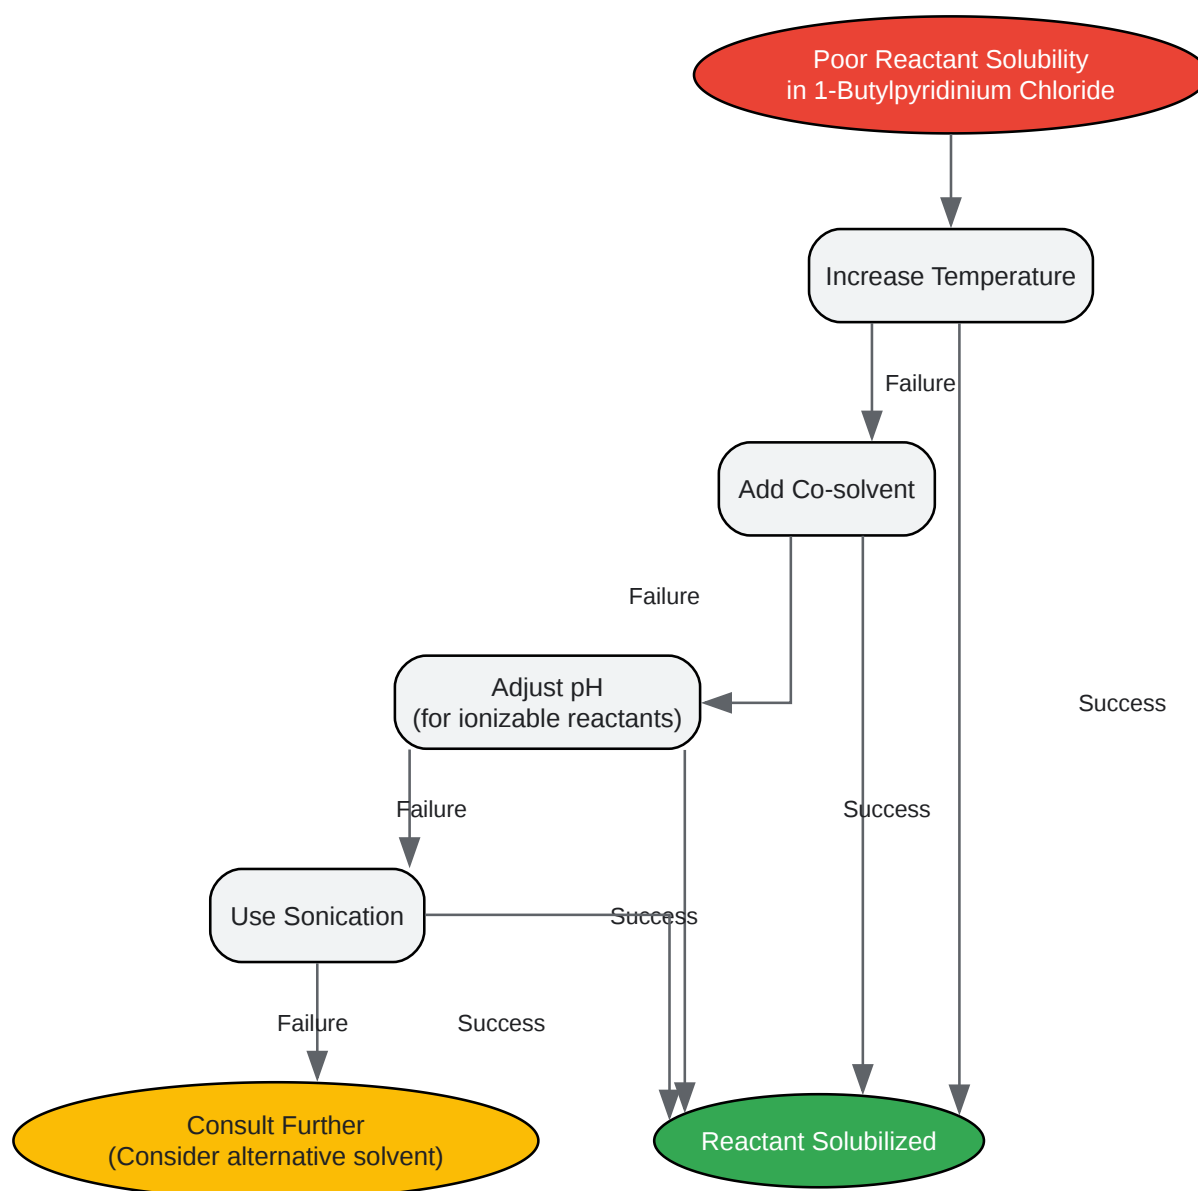 Poor Reactant Solubility
in 1-Butylpyridinium Chloride
Increase Temperature
Failure
Add Co-solvent
Failure
Adjust pH
(for ionizable reactants)
Success
Failure
Success
Use Sonication
Success
Failure
Success
Consult Further
(Consider alternative solvent)
Reactant Solubilized